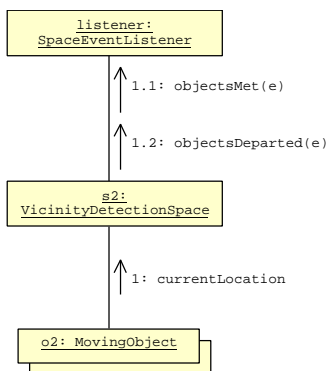 listener:
SpaceEventListener
1.1: objectsMet(e)
1.2: objectsDeparted(e)
s2:
VicinityDetectionSpace
1: currentLocation
o2: MovingObject